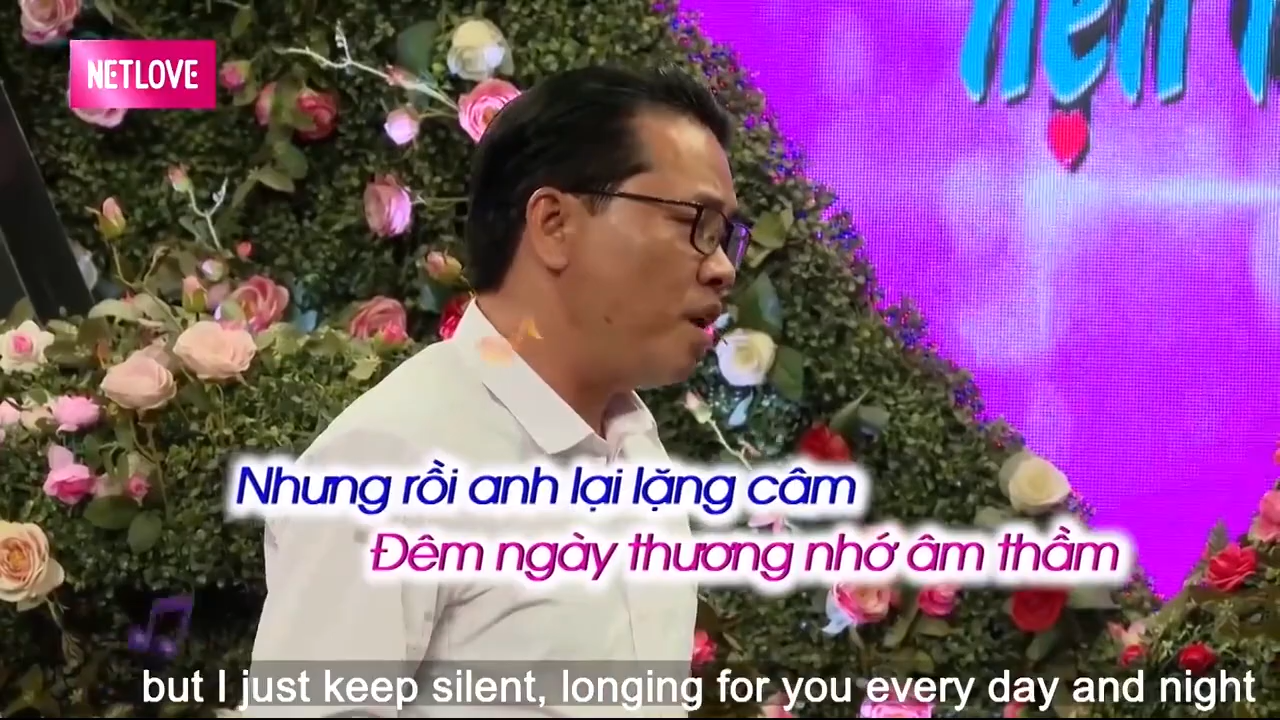 NETLOVE
Nhưng rồi anh lại lặng câm
Đêm ngày thương nhớ âm thầm
but I just keep silent, longing for you every day and night